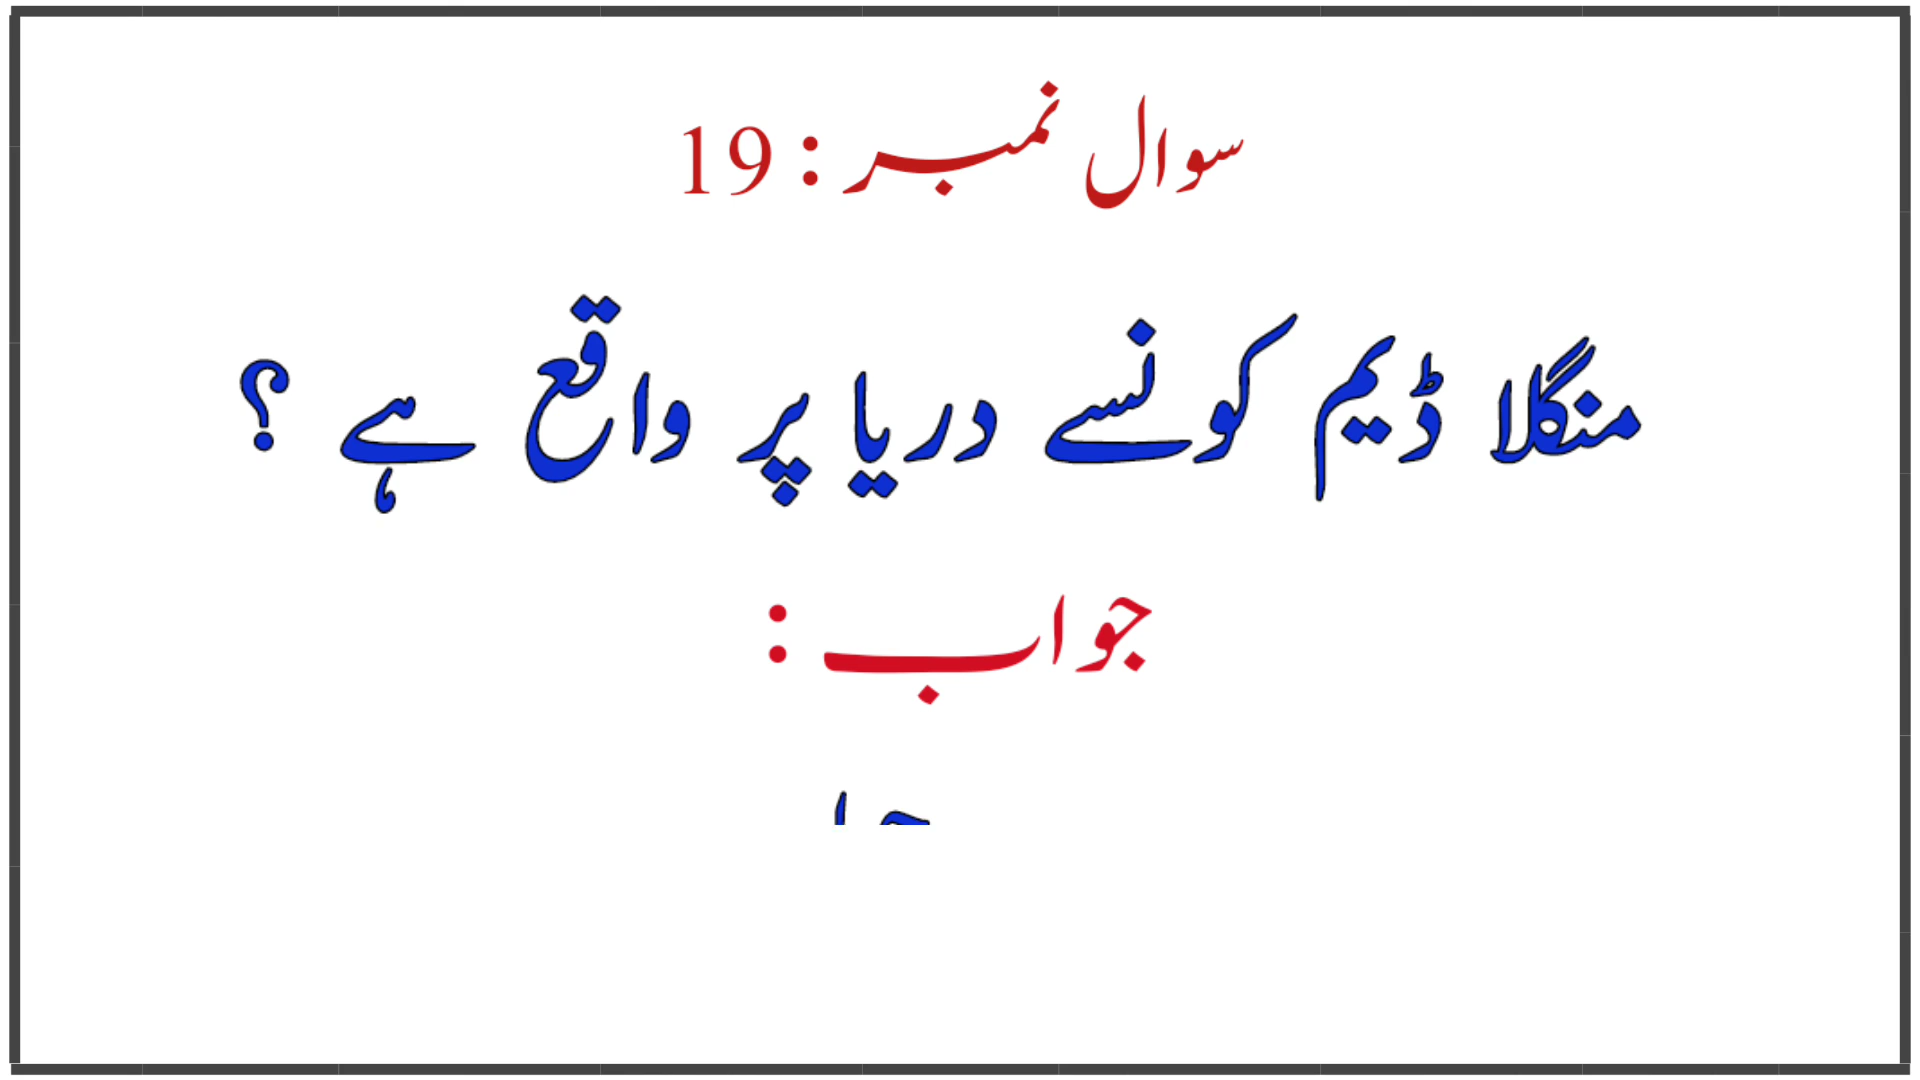 سوال نمبر : 19
منگلا ڈیم کونسے دریا پر واقع ہے ؟
جواب :